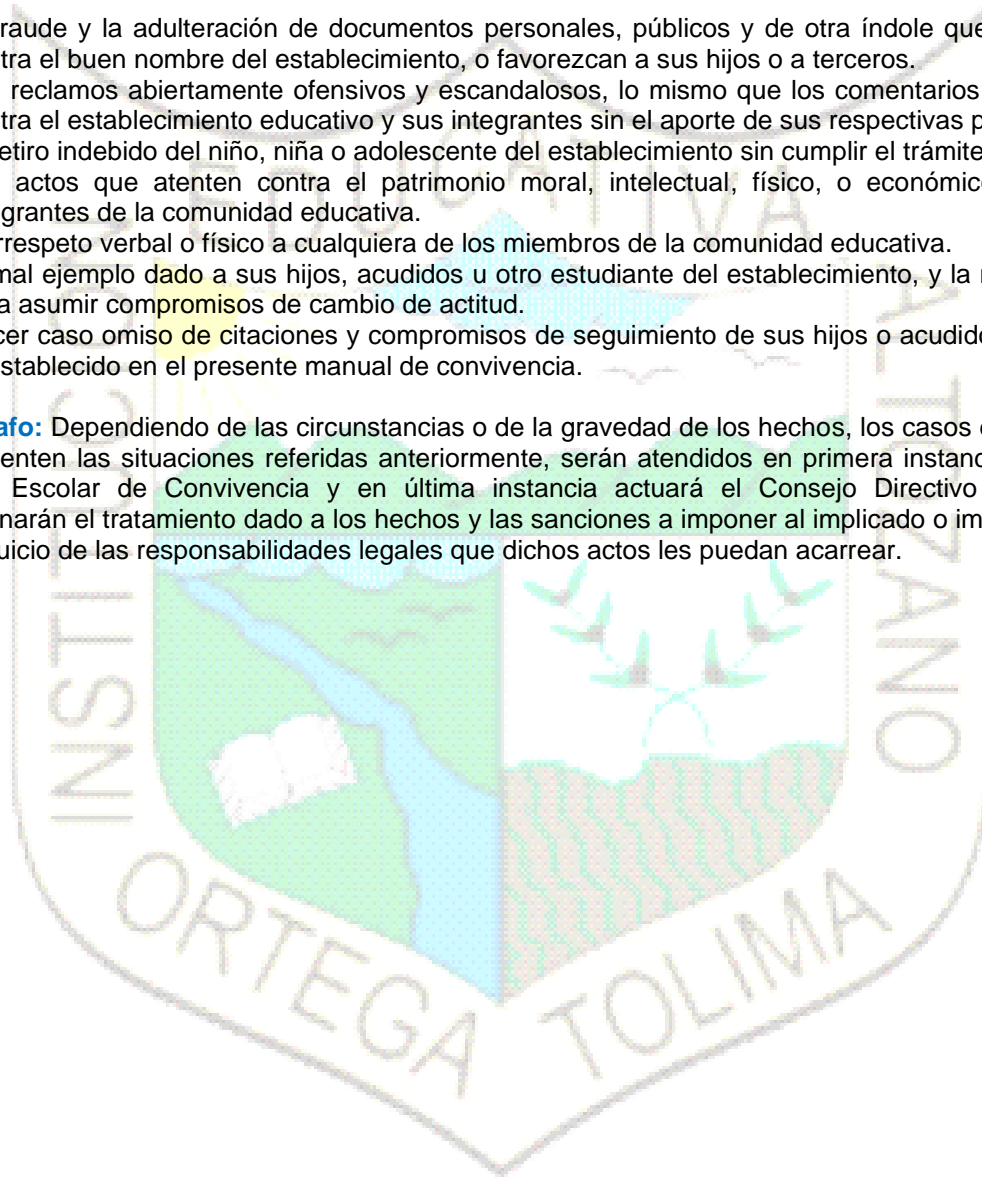 raude y la adulteración de documentos personales, públicos y de otra índole que
tra el buen nombre del establecimiento, o favorezcan a sus hijos o a terceros.
reclamos abiertamente ofensivos y escandalosos, lo mismo que los comentarios
tra el establecimiento educativo y sus integrantes sin el aporte de sus respectivas p
etiro indebido del niño, niña o adolescente del establecimiento sin cumplir el trámite
actos que atenten contra el patrimonio moral, intelectual, físico, o económic
grantes de la comunidad educativa.
rrespeto verbal o físico a cualquiera de los miembros de la comunidad educativa.
mal ejemplo dado a sus hijos, acudidos u otro estudiante del establecimiento, y la
a asumir compromisos de cambio de actitud.
cer caso omiso de citaciones y compromisos de seguimiento de sus hijos o acudid
stablecido en el presente manual de convivencia.
afo: Dependiendo de las circunstancias o de la gravedad de los hechos, los casos
enten las situaciones referidas anteriormente, serán atendidos en primera instanc
Escolar de Convivencia y en última instancia actuará el Consejo Directivo
narán el tratamiento dado a los hechos y las sanciones a imponer al implicado o im
uicio de las responsabilidades legales que dichos actos les puedan acarrear.
INSTITUCION
EDUCATIVA
ALTOZANO
ORTEGA TOLIMA